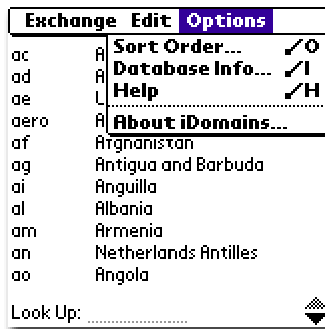 Exchange Edit Options
Sort Order... /O
Database Info... /I
Help /H
About iDomains...
ac A
ad A
ae
aero A
af Afghanistan
ag Antigua and Barbuda
ai Anguilla
al Albania
am Armenia
an Netherlands Antilles
ao Angola
Look Up: